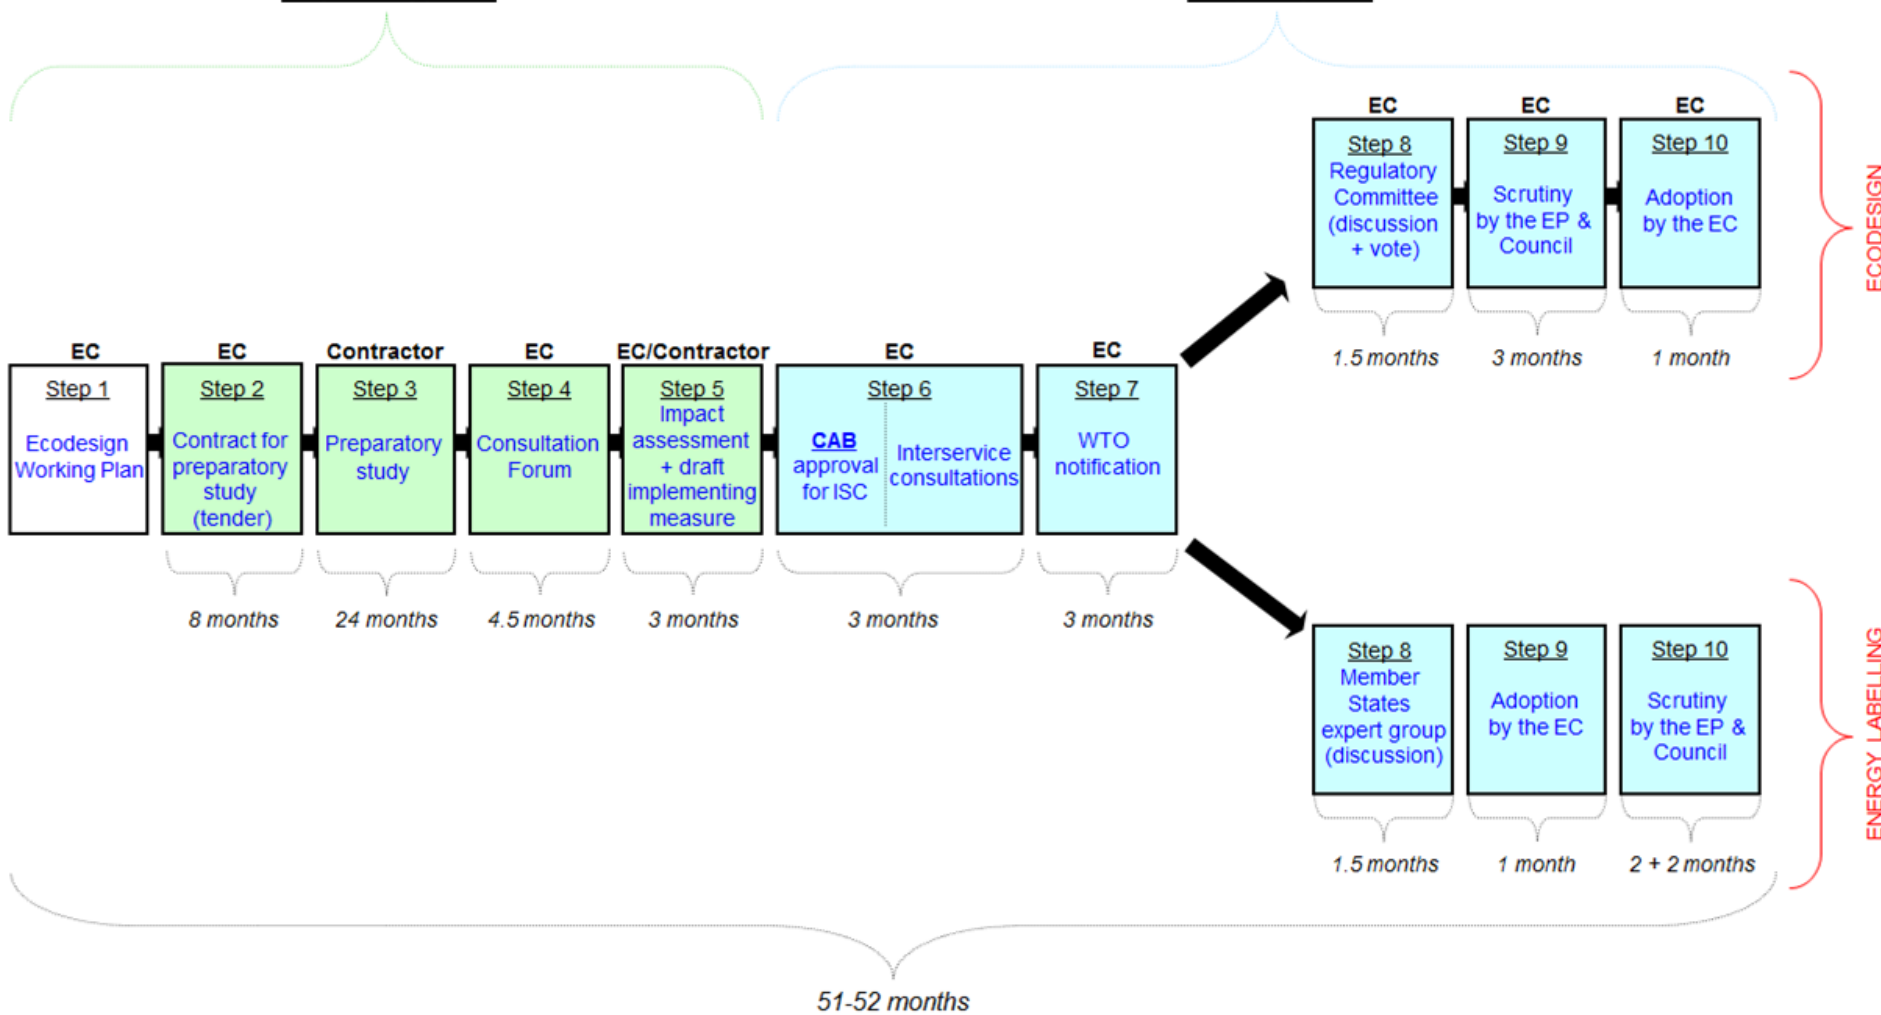 EC
Step 8
Regulatory
Committee
(discussion
+ vote)
1.5 months
EC
Step 9
Scrutiny
by the EP &
Council
3 months
EC
Step 10
Adoption
by the EC
1 month
ECODESIGN
EC
Step 1
Ecodesign
Working Plan
EC
Step 2
Contract for
preparatory
study
(tender)
8 months
Contractor
Step 3
Preparatory
study
24 months
EC
Step 4
Consultation
Forum
4.5 months
EC/Contractor
Step 5
Impact
assessment
+ draft
implementing
measure
3 months
EC
Step 6
CAB
approval
for ISC
Interservice
consultations
3 months
EC
Step 7
WTO
notification
3 months
Step 8
Member
States
expert group
(discussion)
1.5 months
Step 9
Adoption
by the EC
1 month
Step 10
Scrutiny
by the EP &
Council
2 + 2 months
ENERGY LABELLING
51-52 months